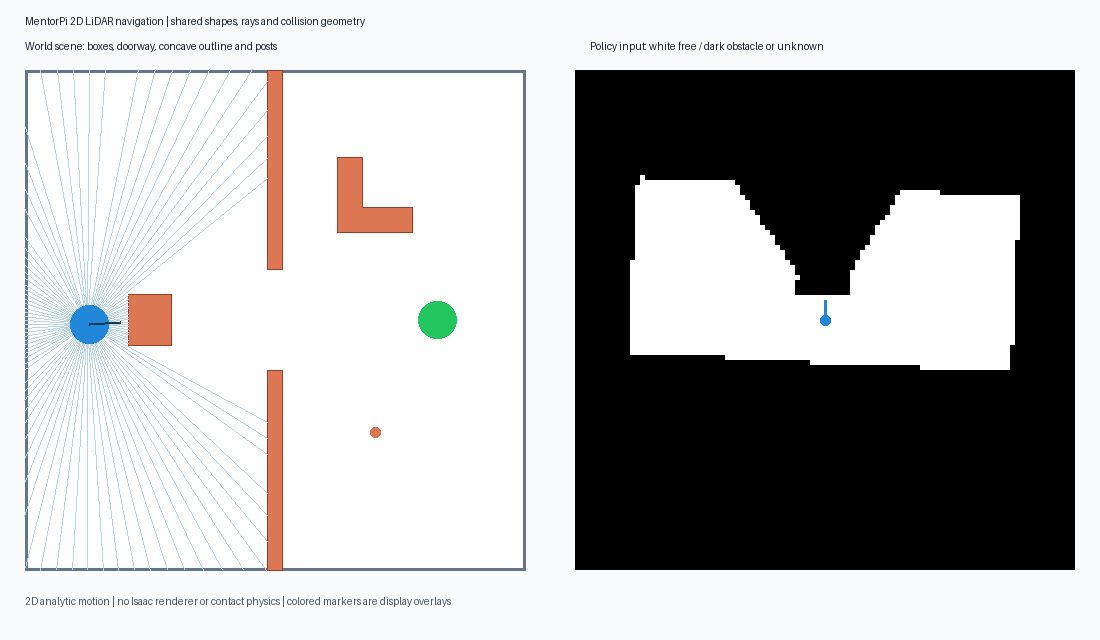 MentorPi 2D LiDAR navigation | shared shapes, rays and collision geometry
World scene: boxes, doorway, concave outline and posts
Policy input: white free / dark obstacle or unknown
2D analytic motion | no Isaac renderer or contact physics | colored markers are display overlays